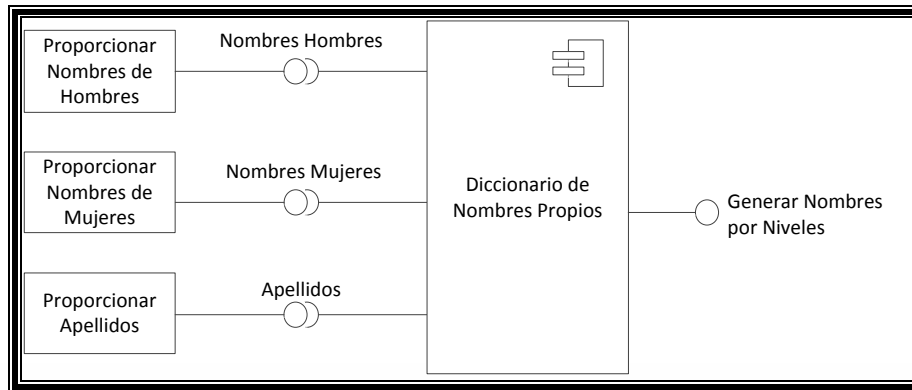 Proporcionar
Nombres de
Hombres
Nombres Hombres
Proporcionar
Nombres de
Mujeres
Nombres Mujeres
Proporcionar
Apellidos
Apellidos
Diccionario de
Nombres Propios
Generar Nombres
por Niveles